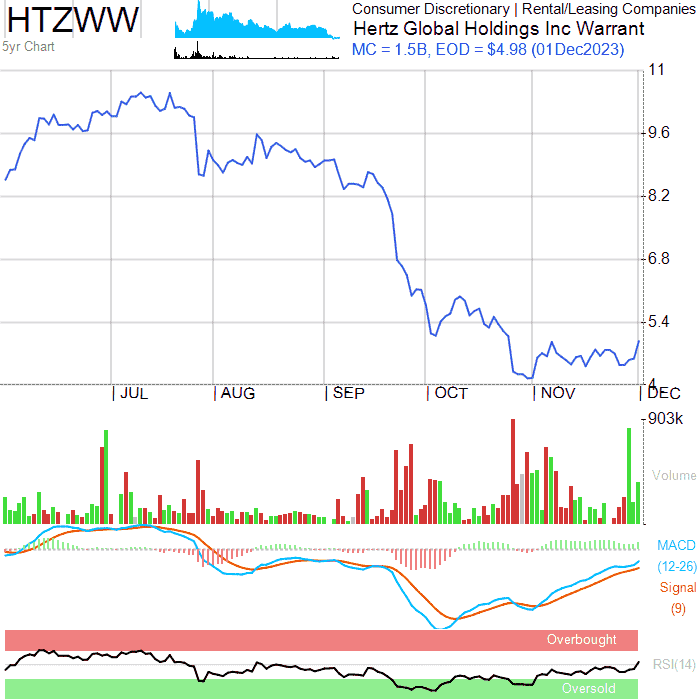 HTZWW
5yr Chart
Consumer Discretionary | Rental/Leasing Companies
Hertz Global Holdings Inc Warrant
MC = 1.5B, EOD = $4.98 (01Dec2023)
11
9.6
8.2
6.8
5.4
4
| JUL | AUG | SEP | OCT | NOV | DEC
903k
Volume
MACD
(12-26)
Signal
(9)
Overbought
RSI(14)
Oversold